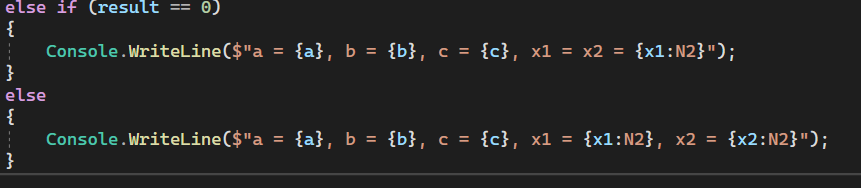 else if (result == 0)
{
    Console.WriteLine($"a = {a}, b = {b}, c = {c}, x1 = x2 = {x1:N2}");
}
else
{
    Console.WriteLine($"a = {a}, b = {b}, c = {c}, x1 = {x1:N2}, x2 = {x2:N2}");
}